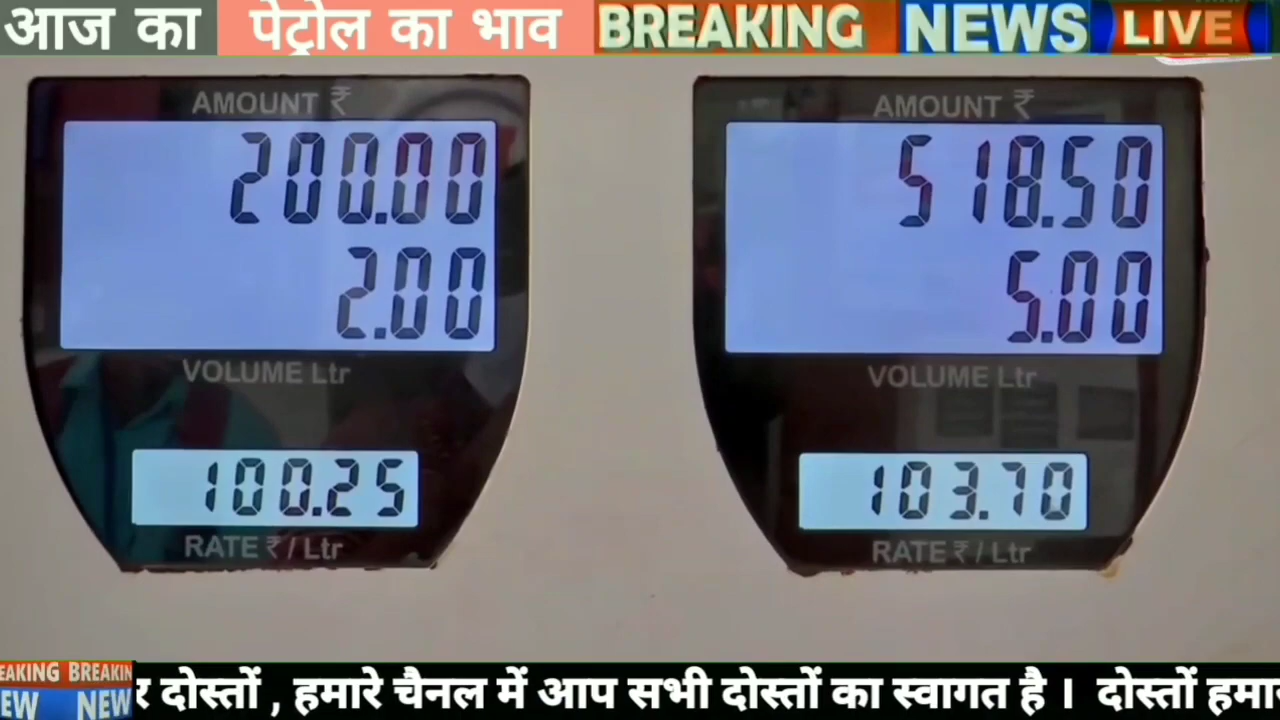 आज का पेट्रोल का भाव BREAKING NEWS LIVE
AMOUNT ₹
200.00
2.00
VOLUME Ltr
100.25
RATE ₹ / Ltr
AMOUNT ₹
518.50
5.00
VOLUME Ltr
103.70
RATE ₹ / Ltr
EAKING BREAKIN
EW NEW
र दोस्तों , हमारे चैनल में आप सभी दोस्तों का स्वागत है । दोस्तों हमा